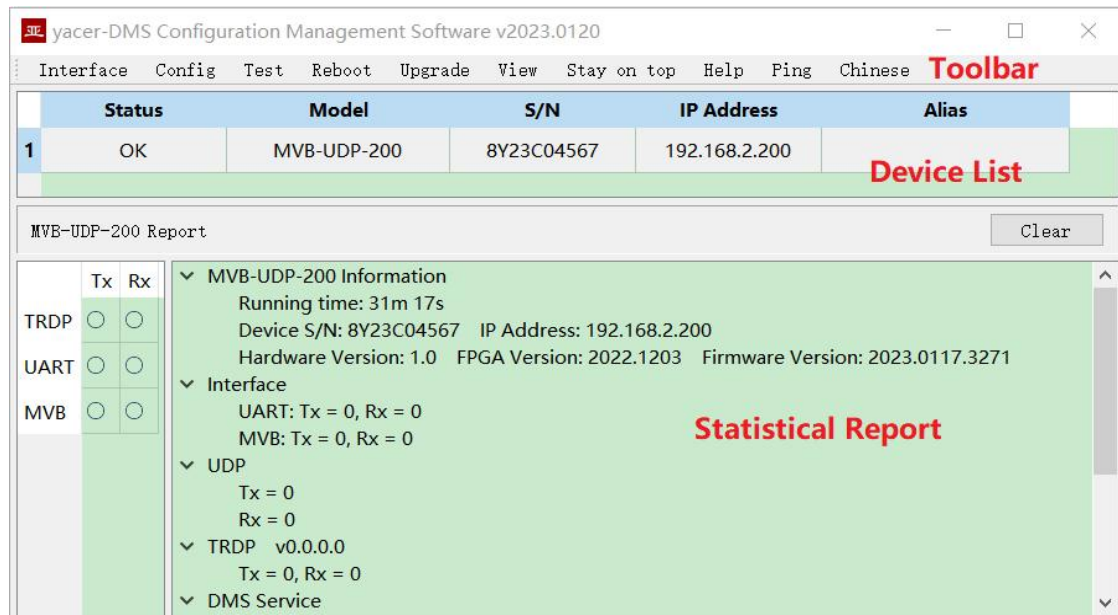 亚 yacer-DMS Configuration Management Software v2023.0120
Interface Config Test Reboot Upgrade View Stay on top Help Ping Chinese Toolbar
Status Model S/N IP Address Alias
1 OK MVB-UDP-200 8Y23C04567 192.168.2.200
Device List
MVB-UDP-200 Report Clear
Tx Rx
TRDP
UART
MVB
MVB-UDP-200 Information
Running time: 31m 17s
Device S/N: 8Y23C04567 IP Address: 192.168.2.200
Hardware Version: 1.0 FPGA Version: 2022.1203 Firmware Version: 2023.0117.3271
Interface
UART: Tx = 0, Rx = 0
MVB: Tx = 0, Rx = 0
Statistical Report
UDP
Tx = 0
Rx = 0
TRDP v0.0.0.0
Tx = 0, Rx = 0
DMS Service